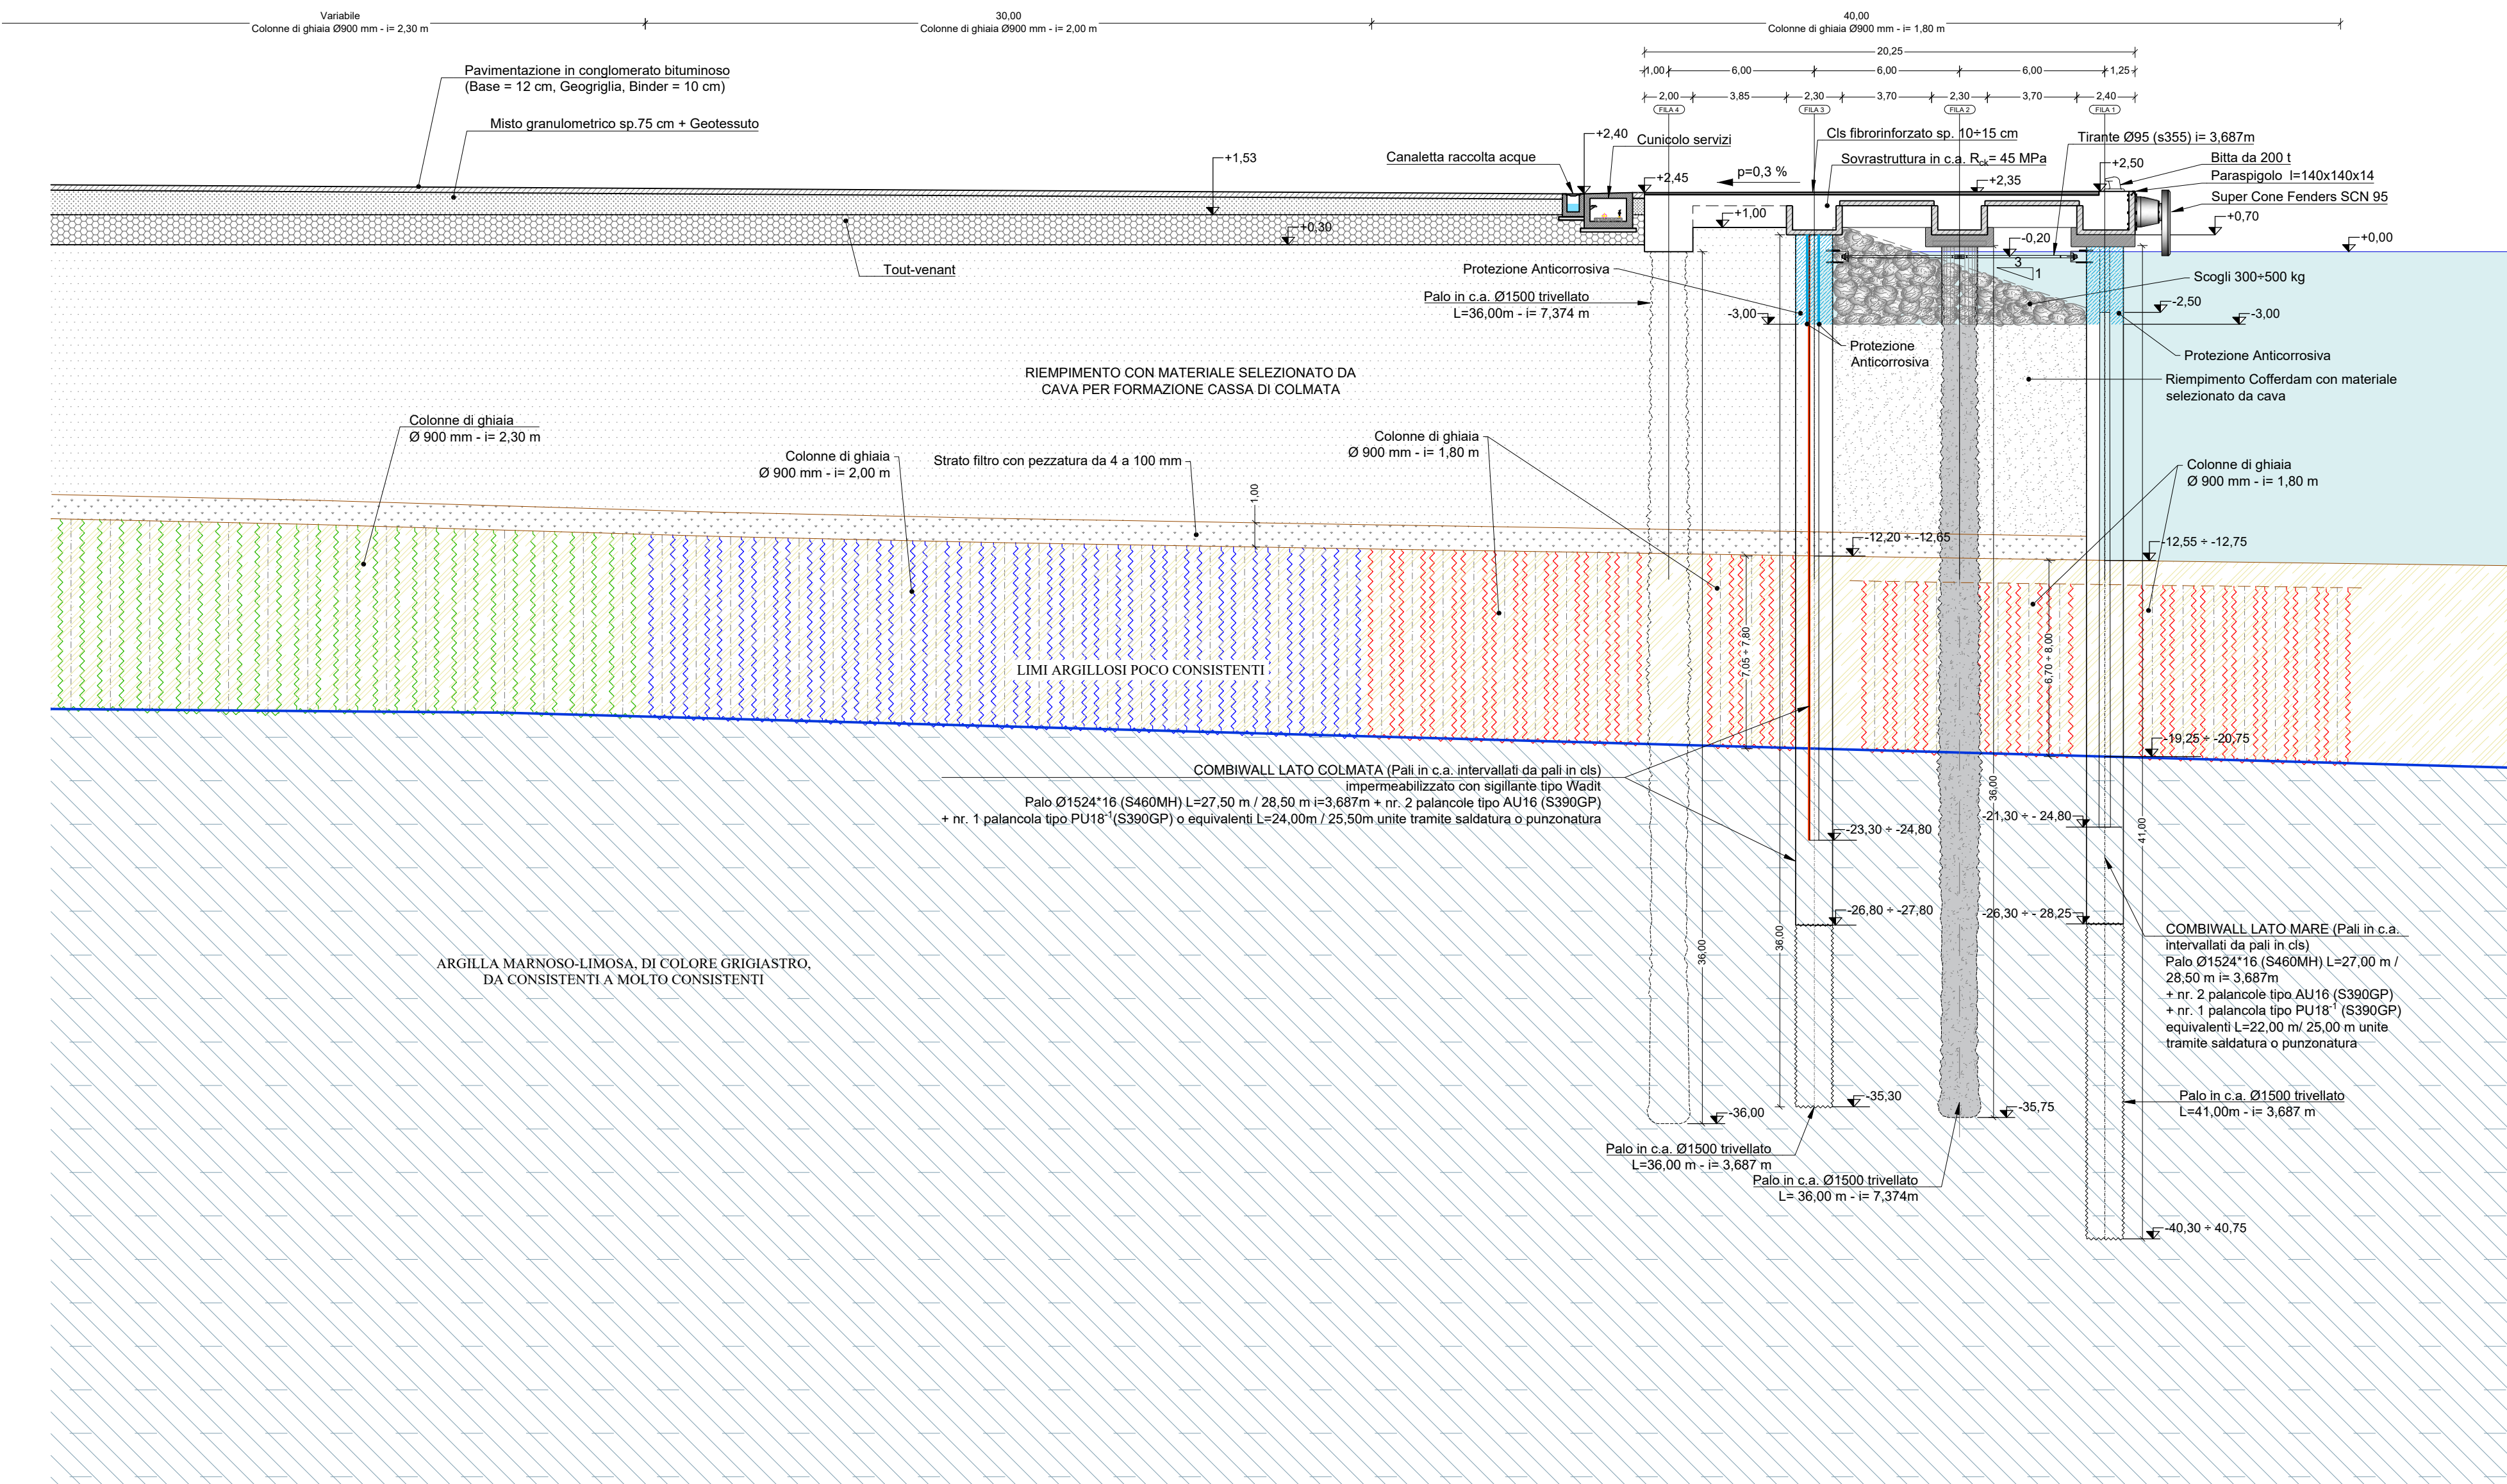 Variabile
Colonne di ghiaia Ø900 mm - i= 2,30 m
30,00
Colonne di ghiaia Ø900 mm - i= 2,00 m
40,00
Colonne di ghiaia Ø900 mm - i= 1,80 m
20,25
1,00
6,00
6,00
6,00
1,25
2,00
3,85
2,30
3,70
2,30
3,70
2,40
FILA 4
FILA 3
FILA 2
FILA 1
Pavimentazione in conglomerato bituminoso
(Base = 12 cm, Geogriglia, Binder = 10 cm)
Misto granulometrico sp.75 cm + Geotessuto
+1,53
Canaletta raccolta acque
+2,40
Cunicolo servizi
+2,45
p=0,3 %
Cls fibrorinforzato sp. 10÷15 cm
Sovrastruttura in c.a. Rck= 45 MPa
+2,35
Tirante Ø95 (s355) i= 3,687m
+2,50
Bitta da 200 t
Paraspigolo l=140x140x14
Super Cone Fenders SCN 95
+0,70
+0,00
+1,00
+0,30
-0,20
3
1
Tout-venant
Protezione Anticorrosiva
Scogli 300÷500 kg
Palo in c.a. Ø1500 trivellato
L=36,00m - i= 7,374 m
-3,00
-2,50
-3,00
Protezione
Anticorrosiva
Protezione Anticorrosiva
RIEMPIMENTO CON MATERIALE SELEZIONATO DA
CAVA PER FORMAZIONE CASSA DI COLMATA
Riempimento Cofferdam con materiale
selezionato da cava
Colonne di ghiaia
Ø 900 mm - i= 2,30 m
Colonne di ghiaia
Ø 900 mm - i= 2,00 m
Strato filtro con pezzatura da 4 a 100 mm
1,00
Colonne di ghiaia
Ø 900 mm - i= 1,80 m
Colonne di ghiaia
Ø 900 mm - i= 1,80 m
-12,20 ÷ -12,65
-12,55 ÷ -12,75
7,05 ÷ 7,80
6,70 ÷ 8,00
LIMI ARGILLOSI POCO CONSISTENTI
-19,25 ÷ -20,75
COMBIWALL LATO COLMATA (Pali in c.a. intervallati da pali in cls)
impermeabilizzato con sigillante tipo Wadit
Palo Ø1524*16 (S460MH) L=27,50 m / 28,50 m i=3,687m + nr. 2 palancole tipo AU16 (S390GP)
+ nr. 1 palancola tipo PU18-1(S390GP) o equivalenti L=24,00m / 25,50m unite tramite saldatura o punzonatura
36,00
-21,30 ÷ - 24,80
-23,30 ÷ -24,80
41,00
-26,80 ÷ -27,80
-26,30 ÷ - 28,25
36,00
36,00
COMBIWALL LATO MARE (Pali in c.a.
intervallati da pali in cls)
Palo Ø1524*16 (S460MH) L=27,00 m /
28,50 m i= 3,687m
+ nr. 2 palancole tipo AU16 (S390GP)
+ nr. 1 palancola tipo PU18-1 (S390GP)
equivalenti L=22,00 m/ 25,00 m unite
tramite saldatura o punzonatura
ARGILLA MARNOSO-LIMOSA, DI COLORE GRIGIASTRO,
DA CONSISTENTI A MOLTO CONSISTENTI
-36,00
-35,30
-35,75
Palo in c.a. Ø1500 trivellato
L=41,00m - i= 3,687 m
Palo in c.a. Ø1500 trivellato
L=36,00 m - i= 3,687 m
Palo in c.a. Ø1500 trivellato
L= 36,00 m - i= 7,374m
-40,30 ÷ 40,75